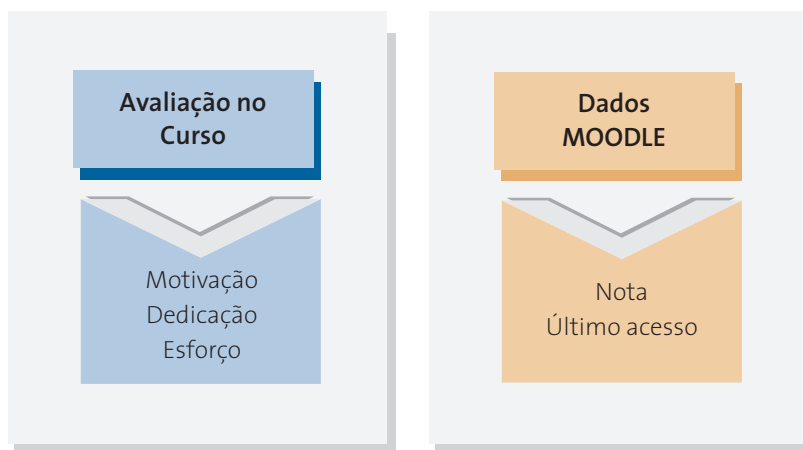 Avaliação no
Curso
Motivação
Dedicação
Esforço
Dados
MOODLE
Nota
Último acesso